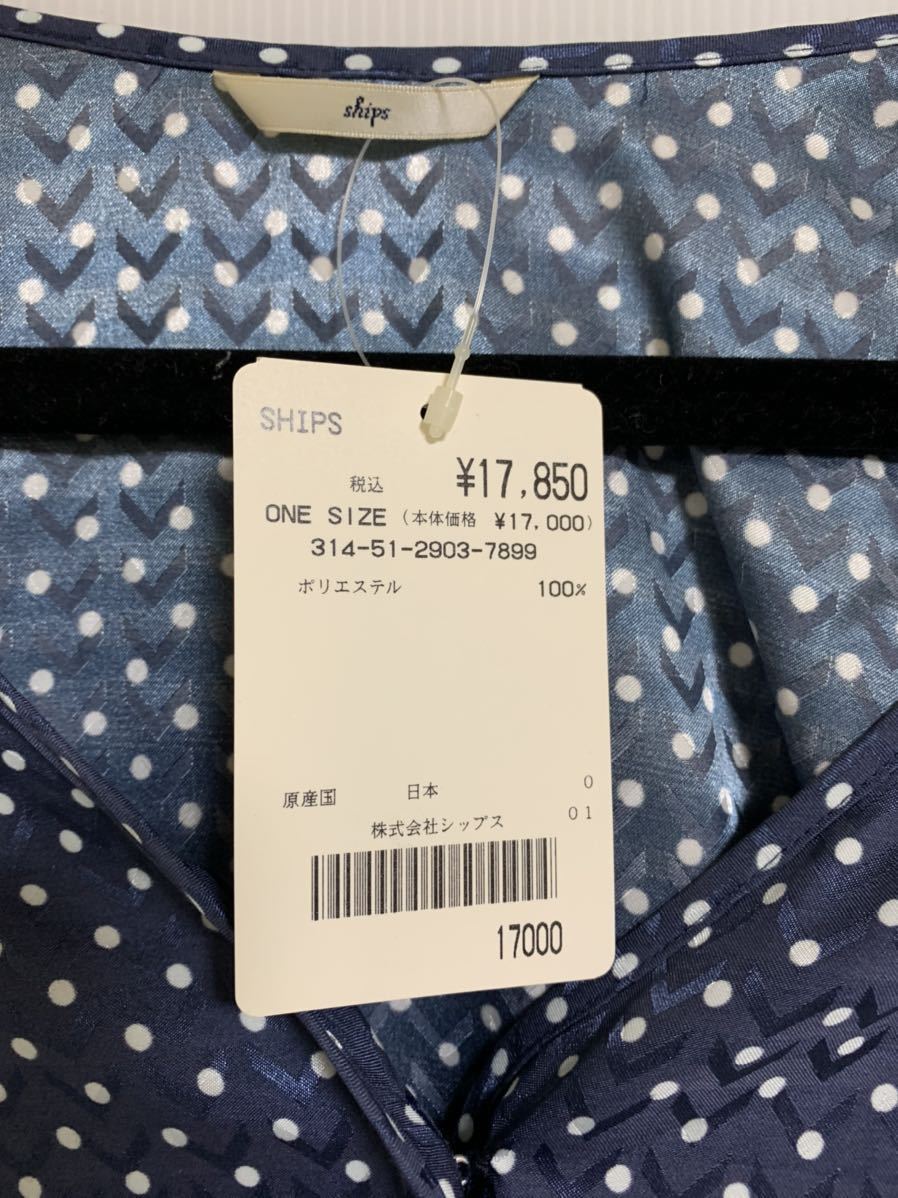 ships
SHIPS
税込 ¥17,850
ONE SIZE (本体価格 ¥17,000)
314-51-2903-7899
ポリエステル 100%
原産国 日本 0
株式会社シップス 01
17000